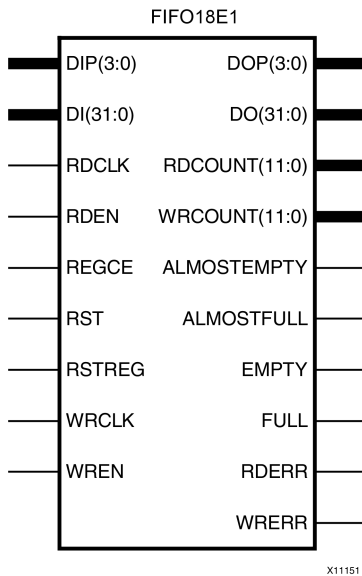 FIFO18E1
DIP(3:0) DOP(3:0)
DI(31:0) DO(31:0)
RDCLK RDCOUNT(11:0)
RDEN WRCOUNT(11:0)
REGCE ALMOSTEMPTY
RST ALMOSTFULL
RSTREG EMPTY
WRCLK FULL
WREN RDERR
WRERR
X11151